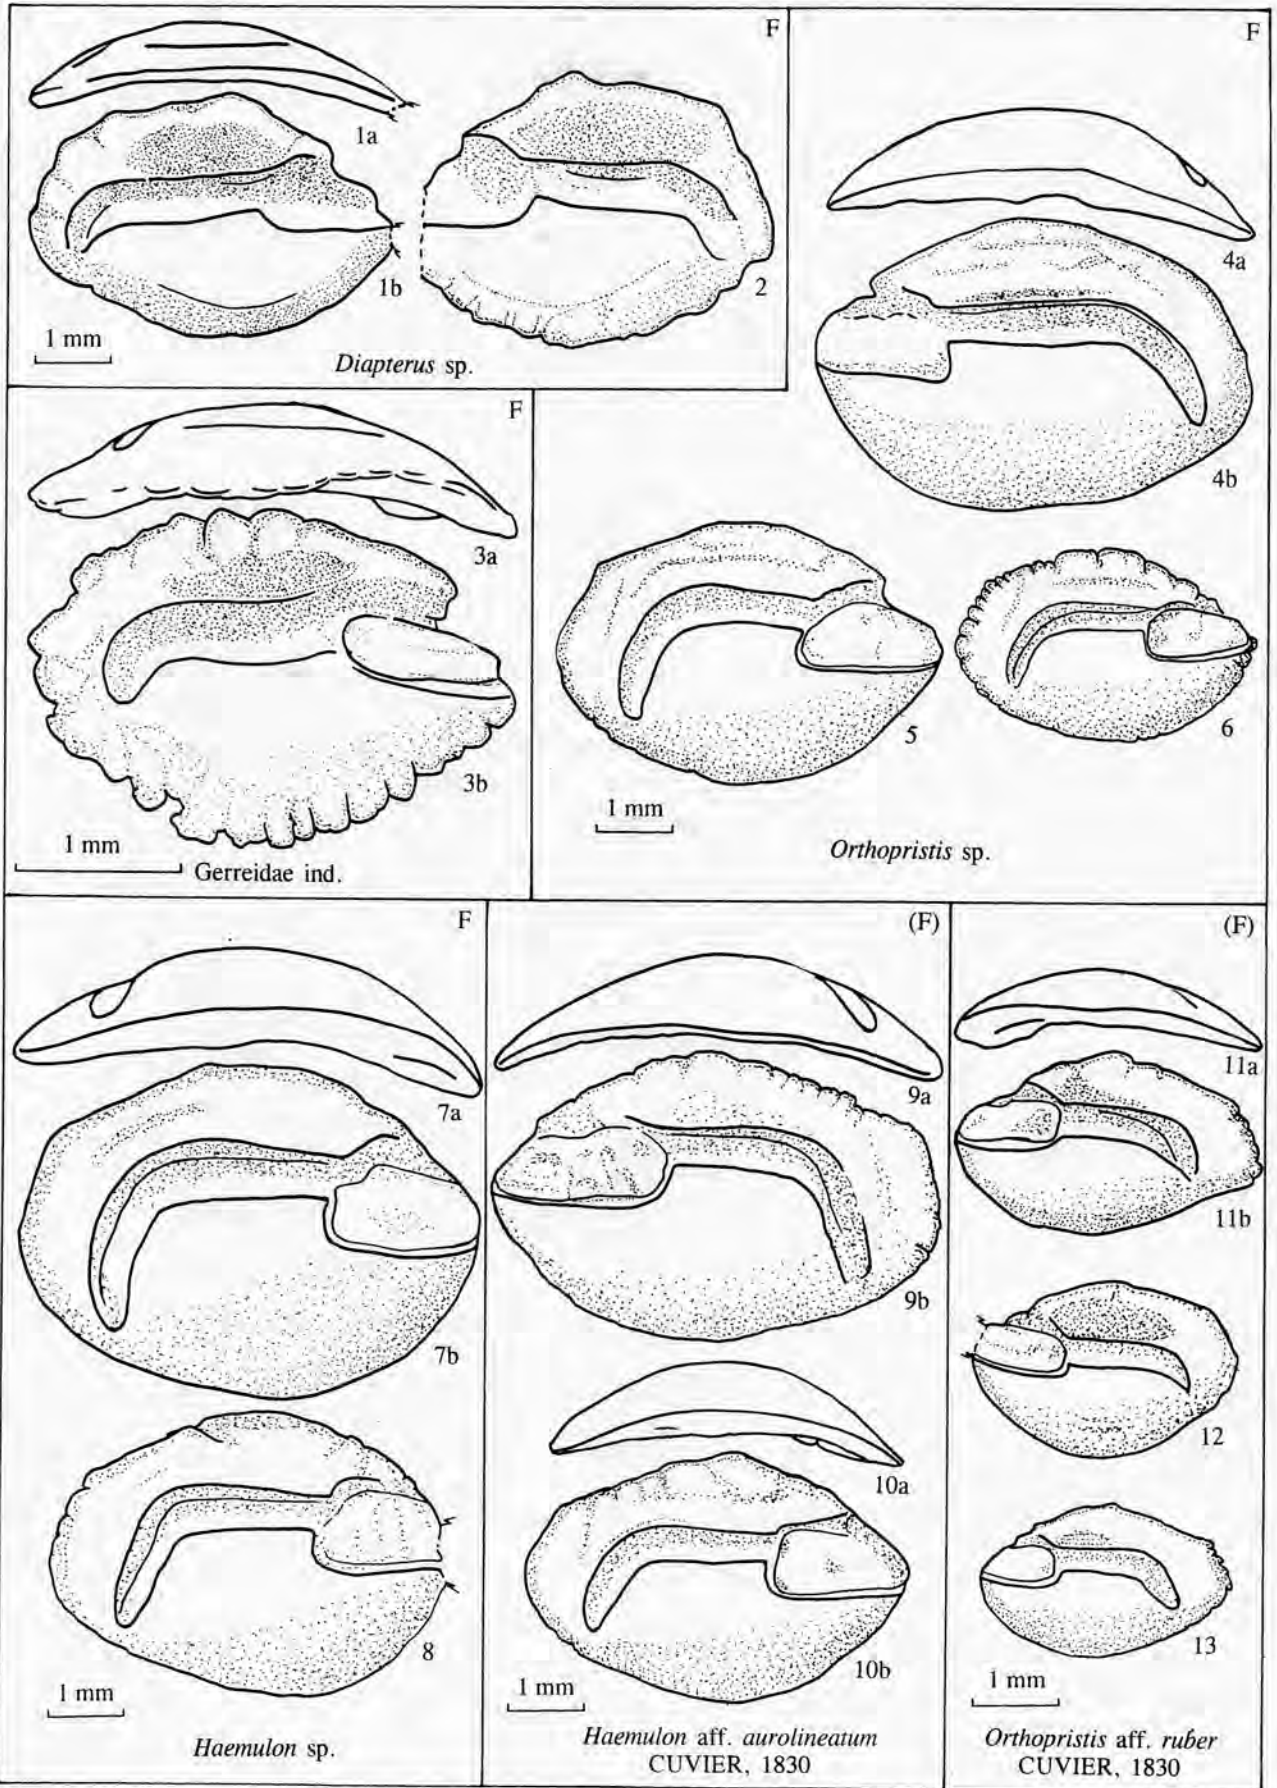 F
1a
1b
2
1 mm
Diapterus sp.
F
4a
4b
5
6
1 mm
Orthopristis sp.
F
3a
3b
1 mm
Gerreidae ind.
F
7a
7b
8
1 mm
Haemulon sp.
(F)
9a
9b
10a
10b
1 mm
Haemulon aff. aurolineatum
CUVIER, 1830
(F)
11a
11b
12
13
1 mm
Orthopristis aff. ruber
CUVIER, 1830